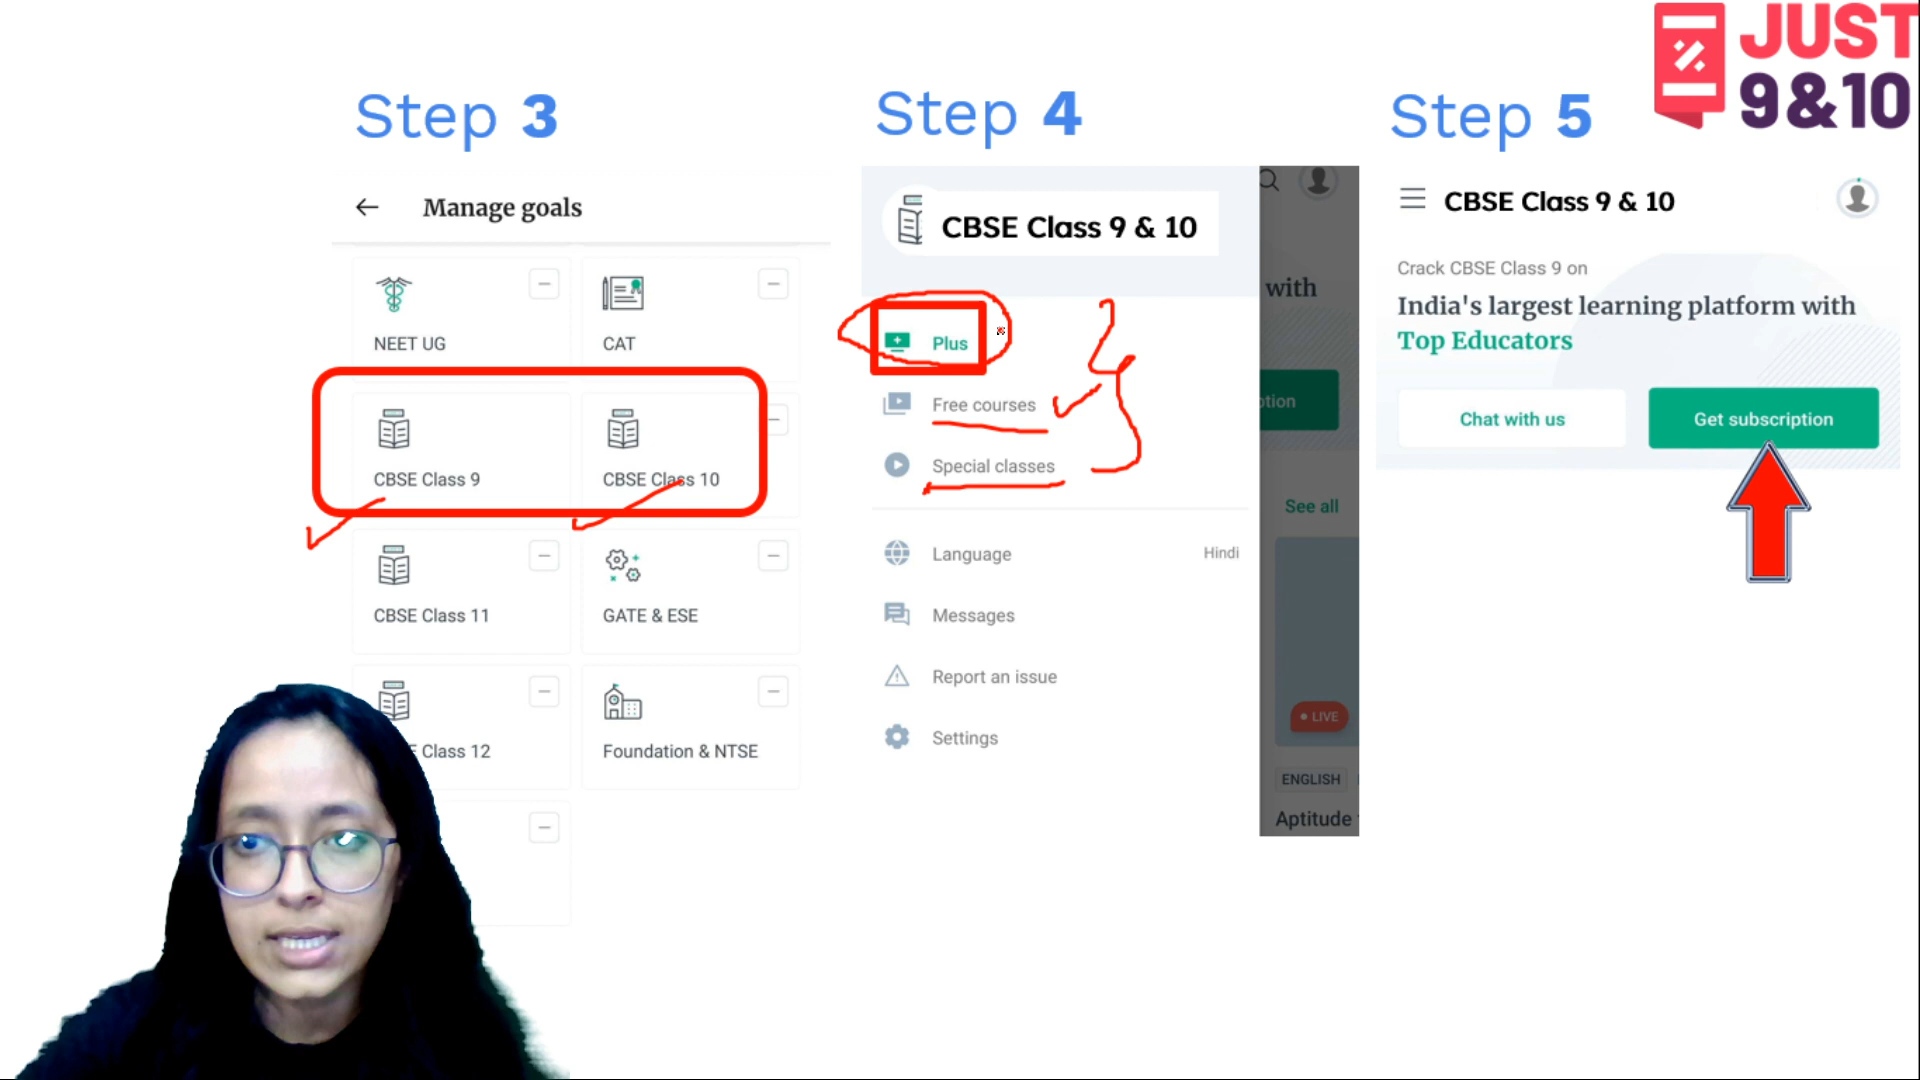 JUST
9&10
Step 3
Step 4
Step 5
Manage goals
NEET UG
CAT
CBSE Class 9
CBSE Class 10
CBSE Class 11
GATE & ESE
Class 12
Foundation & NTSE
CBSE Class 9 & 10
Plus
Free courses
Special classes
Language
Hindi
Messages
Report an issue
Settings
with
See all
LIVE
ENGLISH
Aptitude
CBSE Class 9 & 10
Crack CBSE Class 9 on
India's largest learning platform with
Top Educators
Chat with us
Get subscription